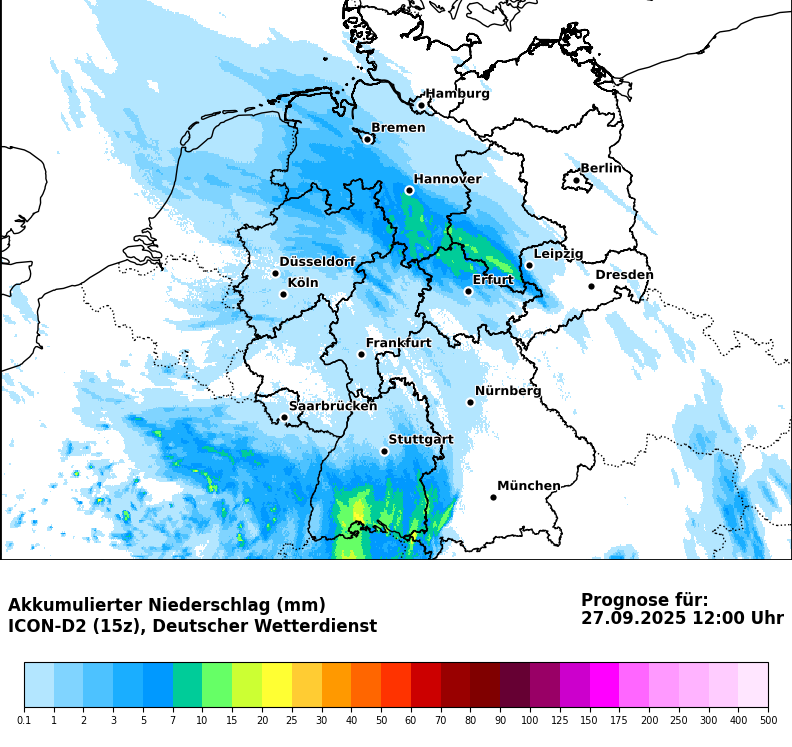 Hamburg
Bremen
Berlin
Hannover
Leipzig
Düsseldorf
Dresden
Erfurt
Köln
Frankfurt
Nürnberg
Saarbrücken
Stuttgart
München
Akkumulierter Niederschlag (mm)
ICON-D2 (15z), Deutscher Wetterdienst
Prognose für:
27.09.2025 12:00 Uhr
0.1 1 2 3 5 7 10 15 20 25 30 40 50 60 70 80 90 100 125 150 175 200 250 300 400 500